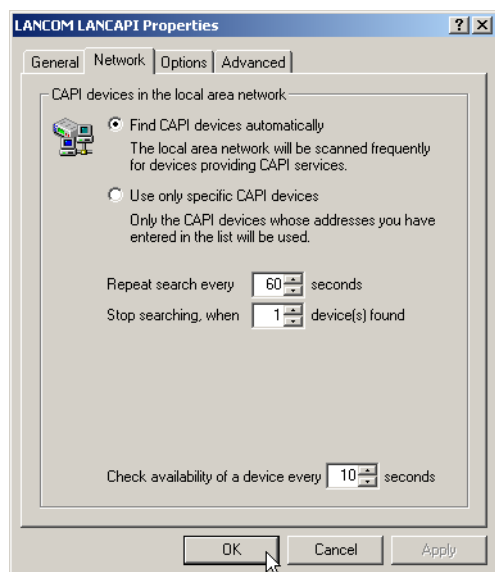 LANCOM LANCAPI Properties
General Network Options Advanced
CAPI devices in the local area network
Find CAPI devices automatically
The local area network will be scanned frequently
for devices providing CAPI services.
Use only specific CAPI devices
Only the CAPI devices whose addresses you have
entered in the list will be used.
Repeat search every 60 seconds
Stop searching, when 1 device(s) found
Check availability of a device every 10 seconds
OK Cancel Apply